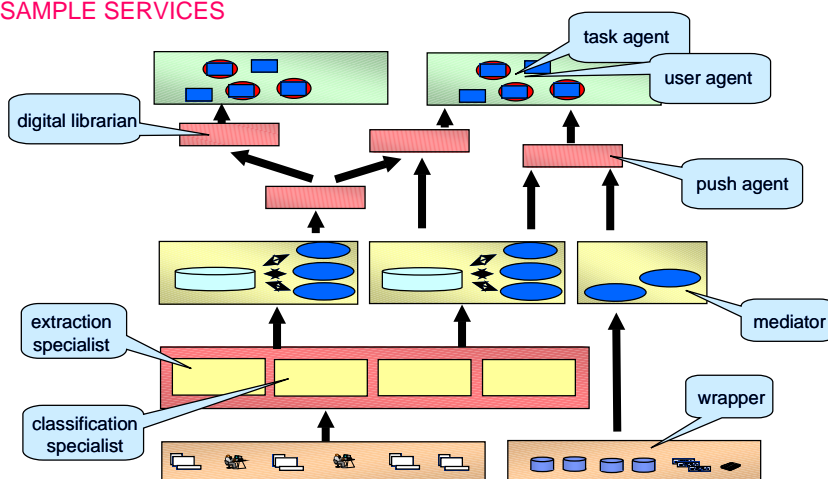 SAMPLE SERVICES
task agent
user agent
digital librarian
push agent
extraction
specialist
mediator
wrapper
classification
specialist